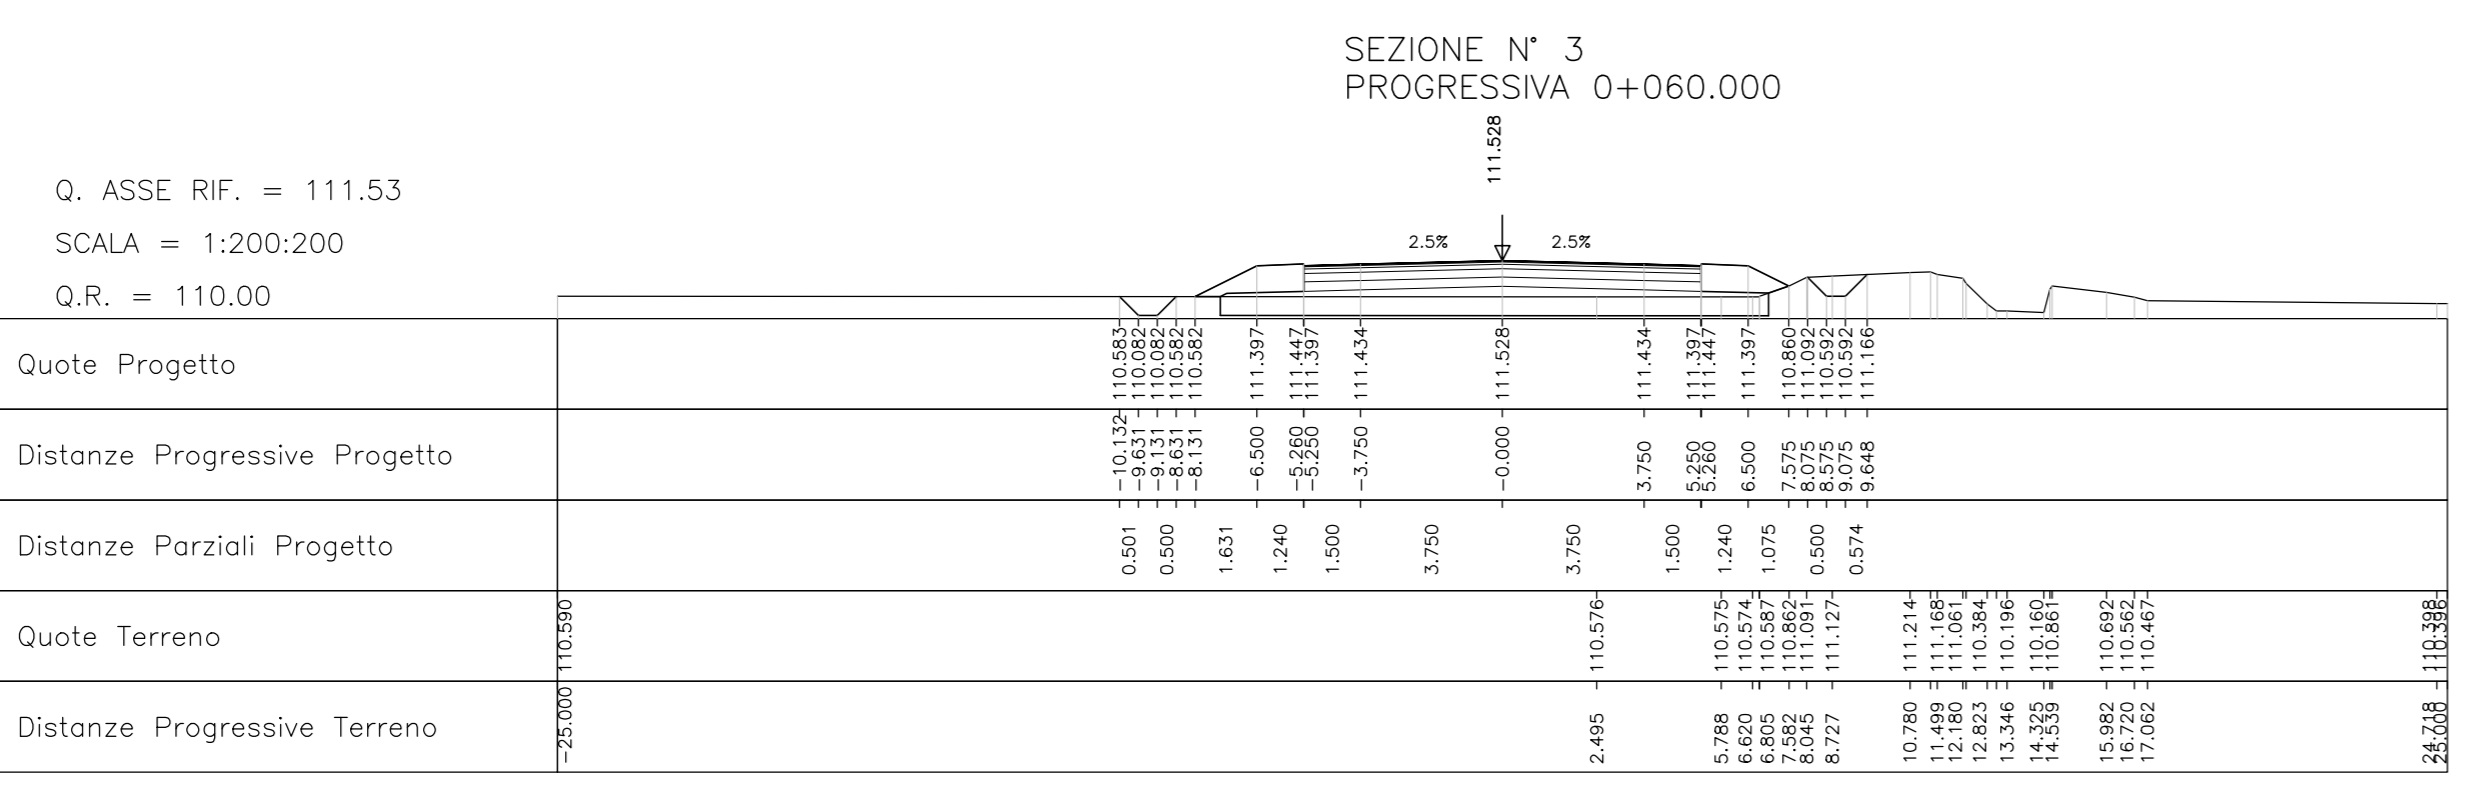 SEZIONE N° 3
PROGRESSIVA 0+060.000
111.528
Q. ASSE RIF. = 111.53
SCALA = 1:200:200
Q.R. = 110.00
2.5% 2.5%
Quote Progetto
110.583 110.082 110.082 110.582 110.582 111.397 111.447 111.397 111.434 111.528 111.434 111.397 111.447 111.397 110.860 111.092 110.592 110.592 111.166
Distanze Progressive Progetto
-10.132 -9.631 -9.131 -8.631 -8.131 -6.500 -5.260 -5.250 -3.750 -0.000 3.750 5.250 5.260 6.500 7.575 8.075 8.575 9.075 9.648
Distanze Parziali Progetto
0.501 0.500 1.631 1.240 1.500 3.750 3.750 1.500 1.240 1.075 0.500 0.574
Quote Terreno
110.590 110.576 110.575 110.574 110.587 110.862 111.091 111.127 111.214 111.168 111.061 110.384 110.196 110.160 110.861 110.692 110.562 110.467 110.398 110.396
Distanze Progressive Terreno
-25.000 2.495 5.788 6.620 6.805 7.582 8.045 8.727 10.780 11.499 12.180 12.823 13.346 14.325 14.539 15.982 16.720 17.062 24.718 25.000